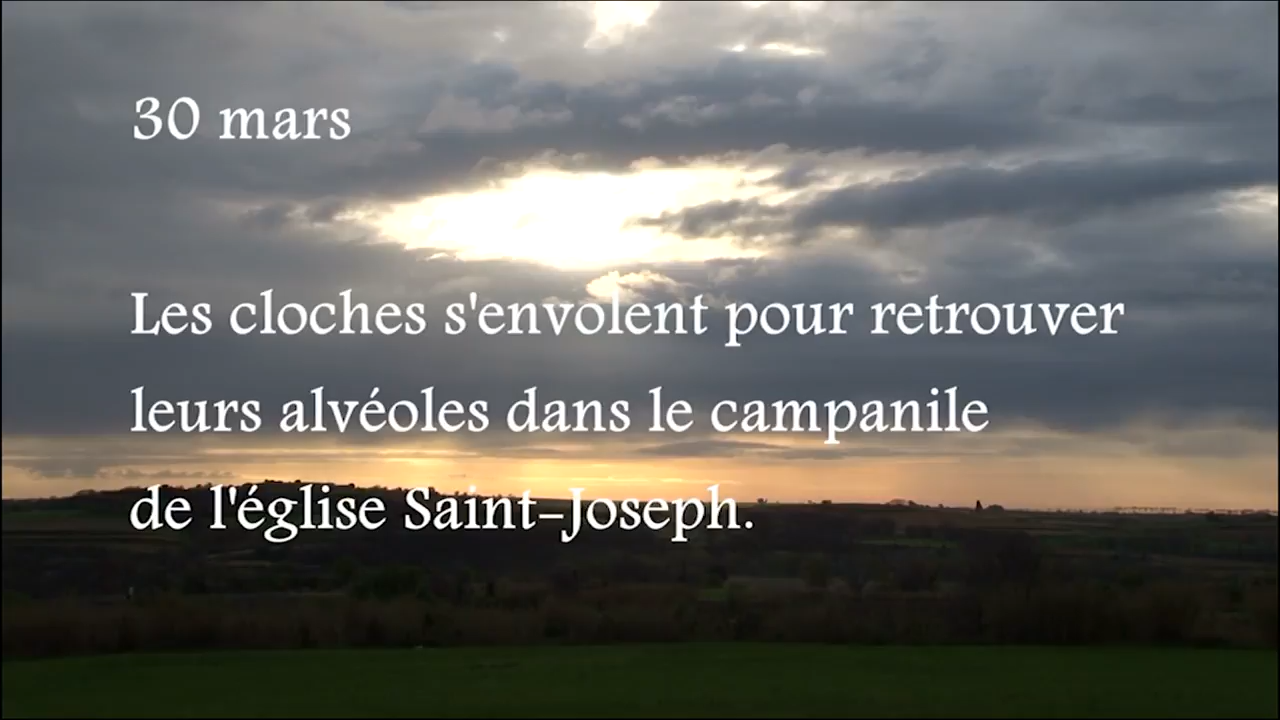 30 mars
Les cloches s'envolent pour retrouver
leurs alvéoles dans le campanile
de l'église Saint-Joseph.